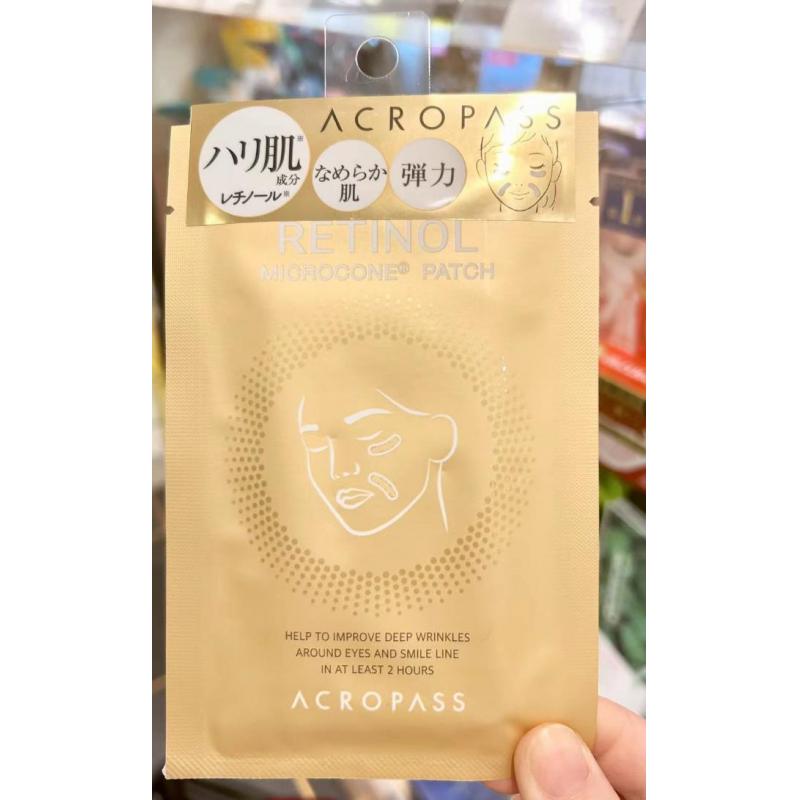 ACROPASS
ハリ肌※
成分
レチノール※
なめらか
肌
弾力
RETINOL
MICROCONE® PATCH
HELP TO IMPROVE DEEP WRINKLES
AROUND EYES AND SMILE LINE
IN AT LEAST 2 HOURS
ACROPASS